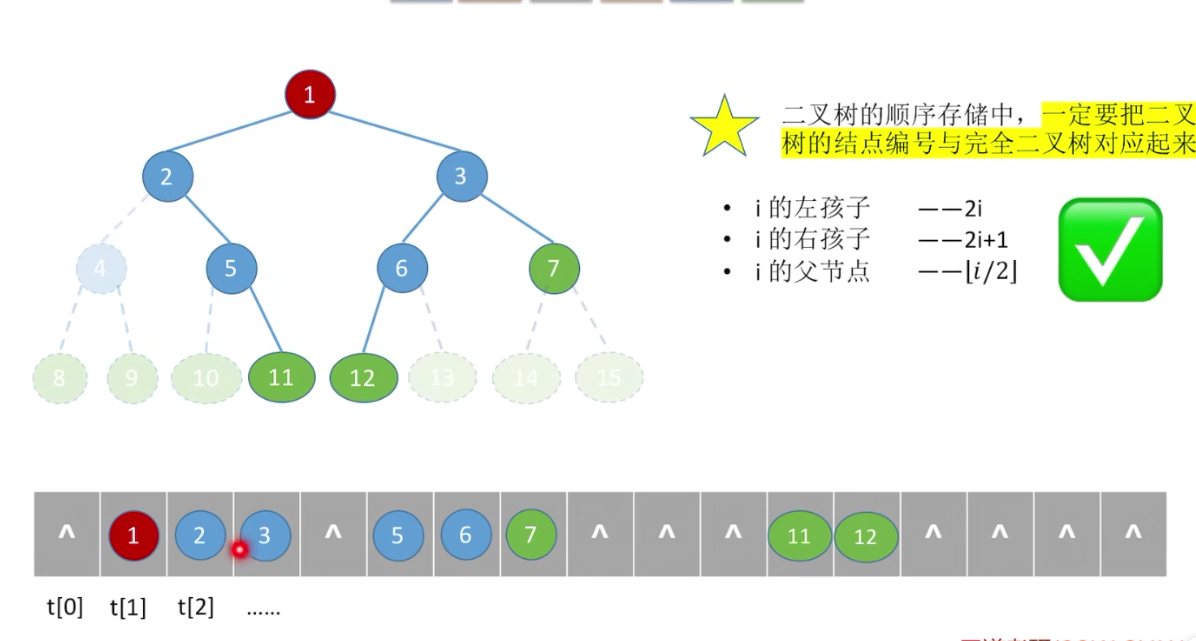 1
二叉树的顺序存储中，一定要把二叉
树的结点编号与完全二叉树对应起来
2 3
• i 的左孩子 ——2i
• i 的右孩子 ——2i+1
• i 的父节点 ——⌊i/2⌋
4 5 6 7
8 9 10 11 12 13 14 15
^ 1 2 3 ^ 5 6 7 ^ ^ ^ 11 12 ^ ^ ^ ^
t[0] t[1] t[2] ……